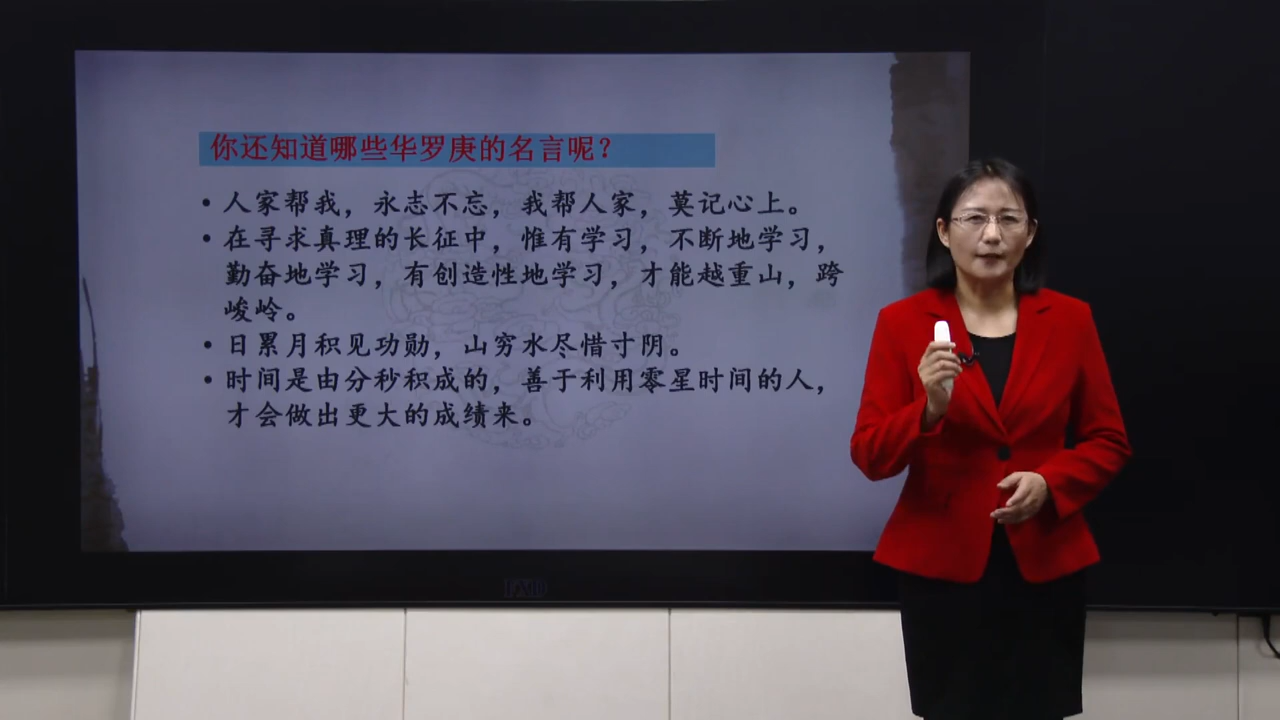 你还知道哪些华罗庚的名言呢？
• 人家帮我，永志不忘，我帮人家，莫记心上。
• 在寻求真理的长征中，惟有学习，不断地学习，
勤奋地学习，有创造性地学习，才能越重山，跨
峻岭。
• 日累月积见功勋，山穷水尽惜寸阴。
• 时间是由分秒积成的，善于利用零星时间的人，
才会做出更大的成绩来。